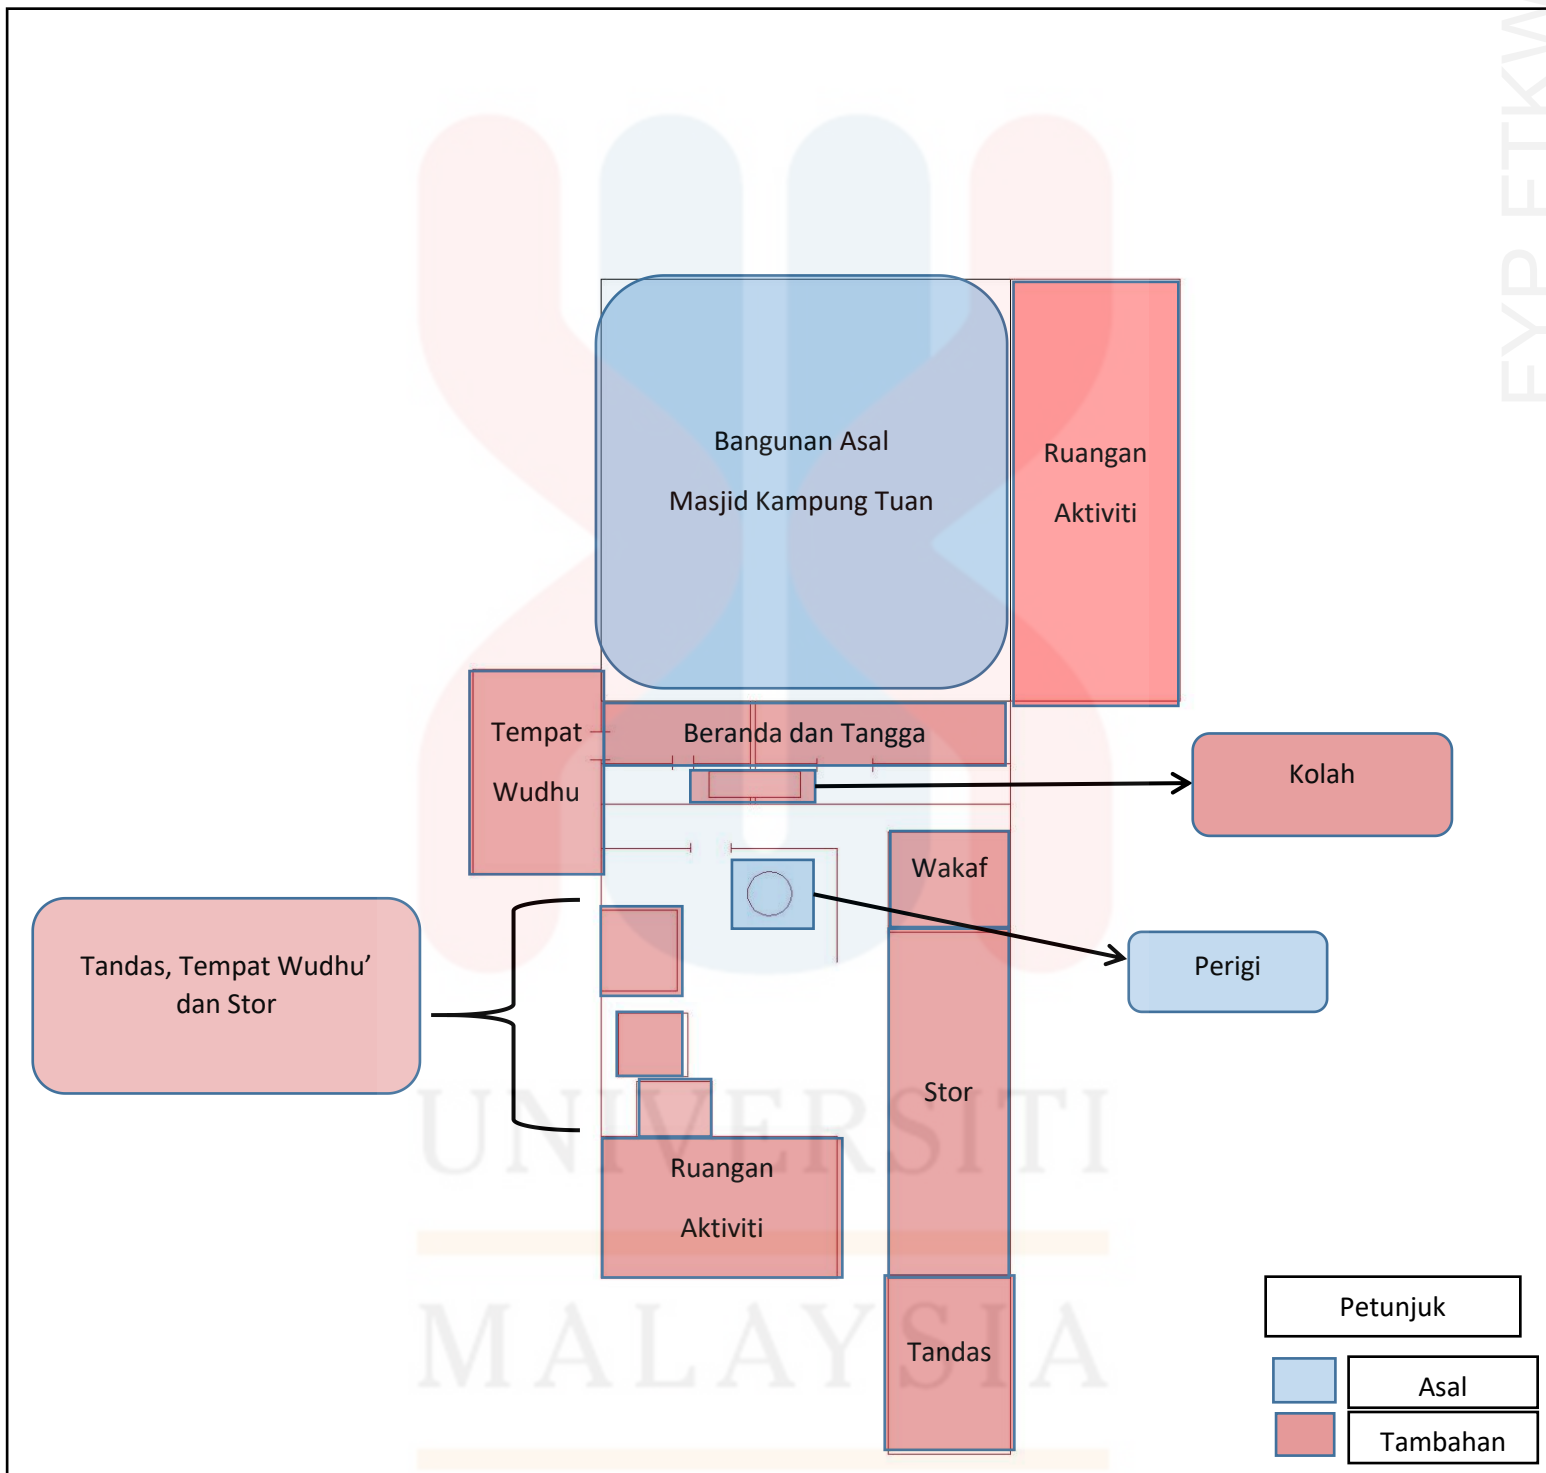 FYP FTKW
Bangunan Asal
Masjid Kampung Tuan
Ruangan
Aktiviti
Tempat
Wudhu
Beranda dan Tangga
Kolah
Wakaf
Perigi
Tandas, Tempat Wudhu’
dan Stor
Stor
Ruangan
Aktiviti
Tandas
UNIVERSITI
MALAYSIA
Petunjuk
Asal
Tambahan